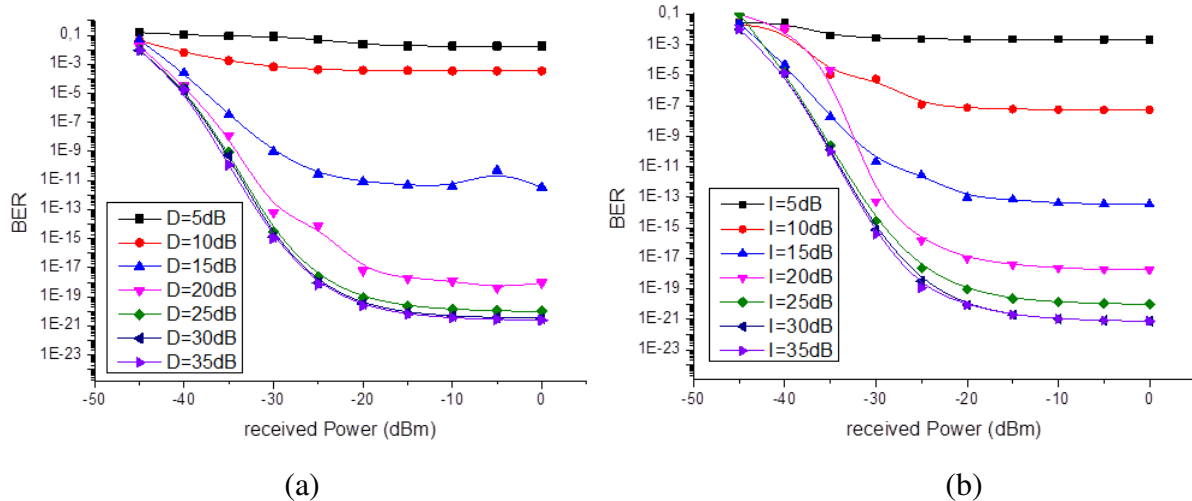 0,1
1E-3
1E-5
1E-7
1E-9
1E-11
1E-13
1E-15
1E-17
1E-19
1E-21
1E-23
BER
D=5dB
D=10dB
D=15dB
D=20dB
D=25dB
D=30dB
D=35dB
-50 -40 -30 -20 -10 0
received Power (dBm)
(a)
0,1
1E-3
1E-5
1E-7
1E-9
1E-11
1E-13
1E-15
1E-17
1E-19
1E-21
1E-23
BER
I=5dB
I=10dB
I=15dB
I=20dB
I=25dB
I=30dB
I=35dB
-50 -40 -30 -20 -10 0
received Power (dBm)
(b)